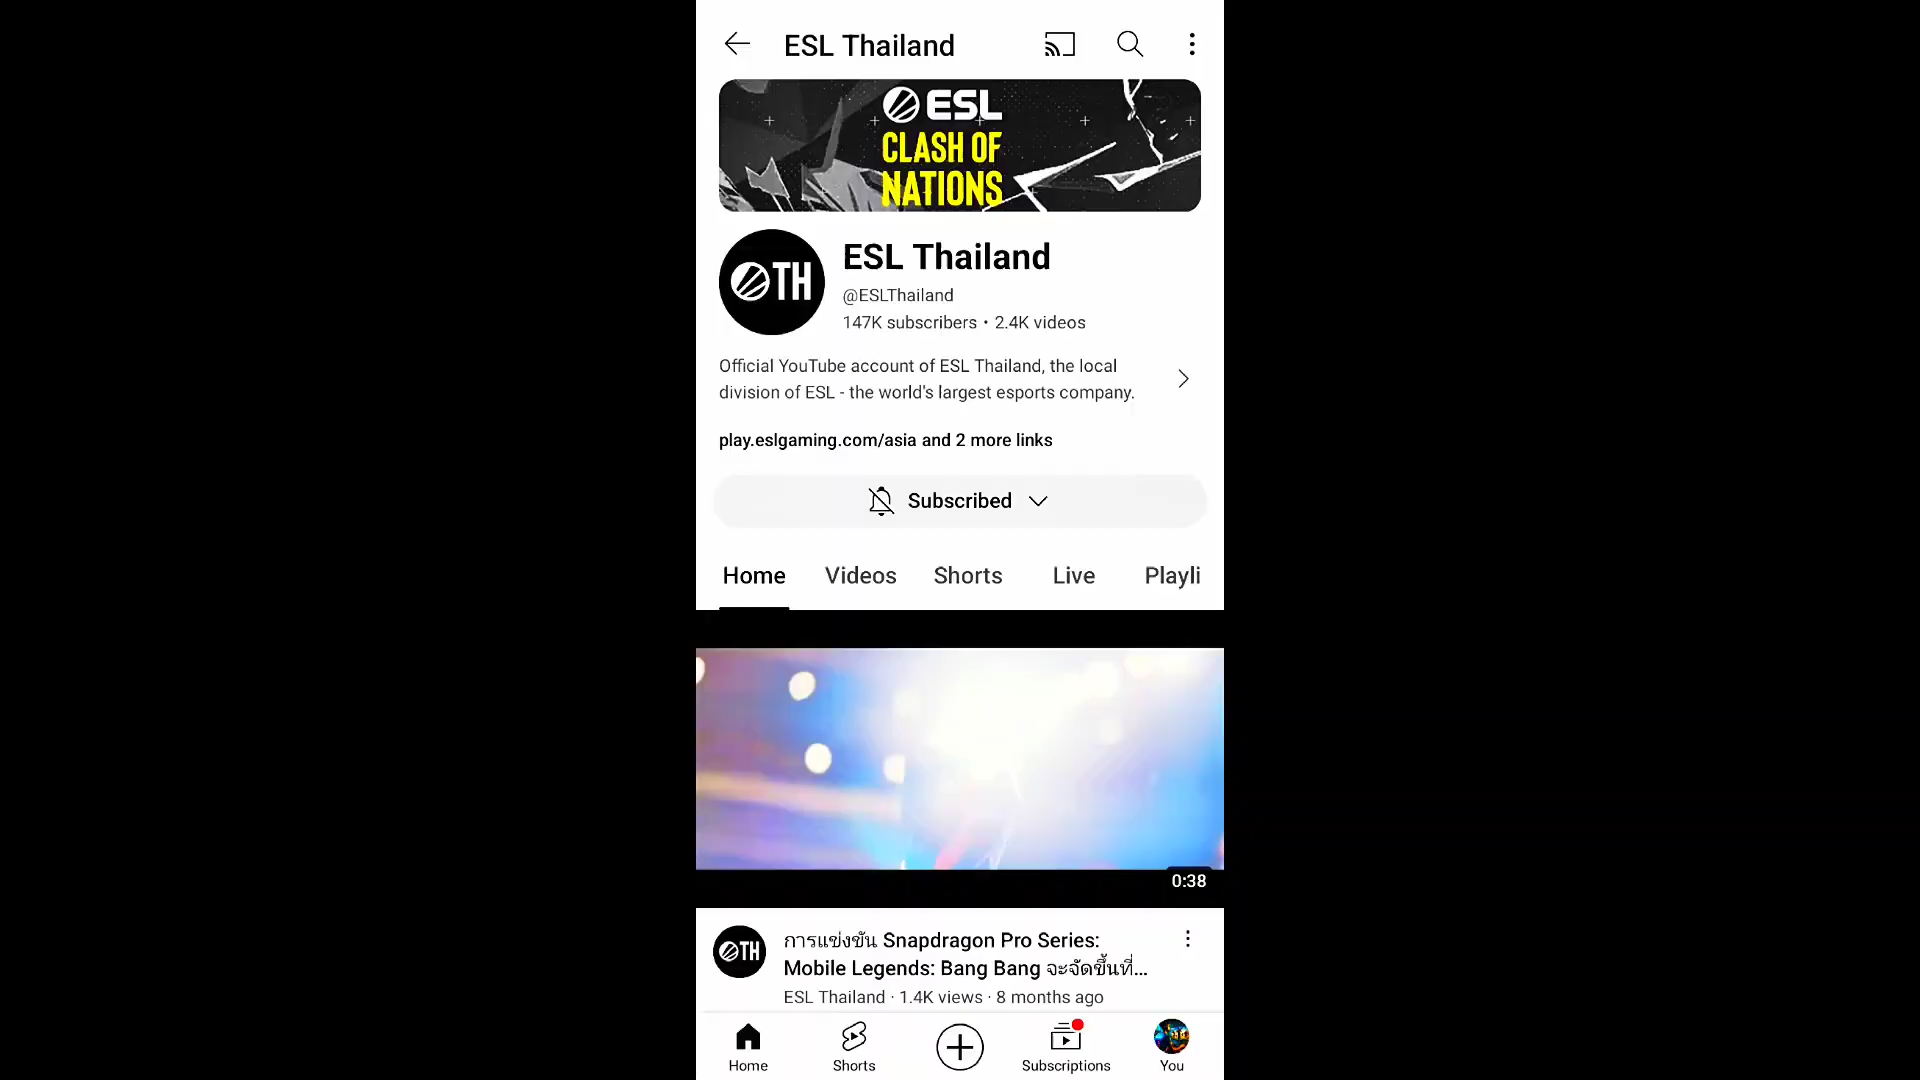 ESL Thailand
ESL
CLASH OF
NATIONS
TH
ESL Thailand
@ESLThailand
147K subscribers • 2.4K videos
Official YouTube account of ESL Thailand, the local
division of ESL - the world's largest esports company.
play.eslgaming.com/asia and 2 more links
Subscribed
Home Videos Shorts Live Playli
0:38
TH
การแข่งขัน Snapdragon Pro Series:
Mobile Legends: Bang Bang จะจัดขึ้นที่...
ESL Thailand · 1.4K views · 8 months ago
Home Shorts Subscriptions You